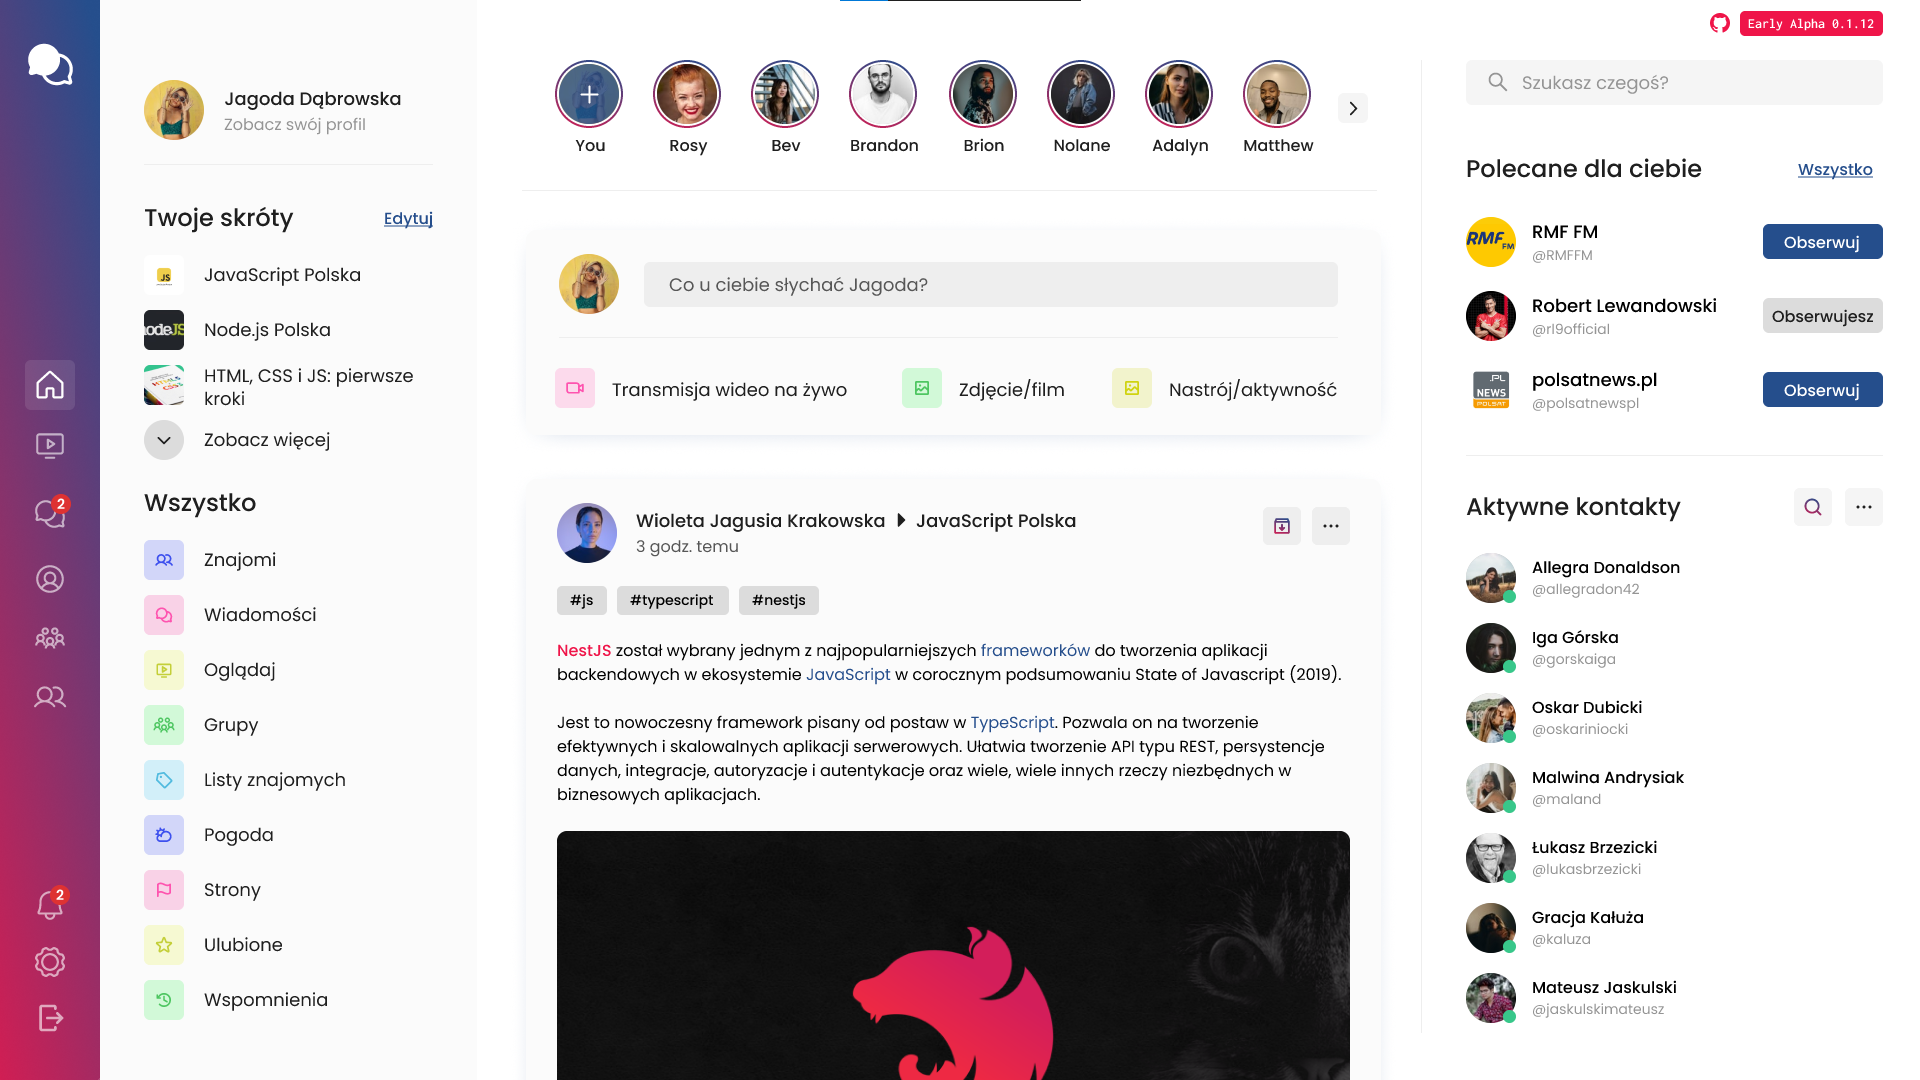 Early Alpha 0.1.12
Jagoda Dąbrowska
Zobacz swój profil
Twoje skróty
Edytuj
JS
JavaScript Polska
nodeJS
Node.js Polska
HTML, CSS i JS: pierwsze
kroki
Zobacz więcej
Wszystko
2
2
Znajomi
Wiadomości
Oglądaj
Grupy
Listy znajomych
Pogoda
Strony
Ulubione
Wspomnienia
You
Rosy
Bev
Brandon
Brion
Nolane
Adalyn
Matthew
Co u ciebie słychać Jagoda?
Transmisja wideo na żywo
Zdjęcie/film
Nastrój/aktywność
Wioleta Jagusia Krakowska
JavaScript Polska
3 godz. temu
#js
#typescript
#nestjs
NestJS został wybrany jednym z najpopularniejszych frameworków do tworzenia aplikacji
backendowych w ekosystemie JavaScript w corocznym podsumowaniu State of Javascript (2019).
Jest to nowoczesny framework pisany od postaw w TypeScript. Pozwala on na tworzenie
efektywnych i skalowalnych aplikacji serwerowych. Ułatwia tworzenie API typu REST, persystencje
danych, integracje, autoryzacje i autentykacje oraz wiele, wiele innych rzeczy niezbędnych w
biznesowych aplikacjach.
Szukasz czegoś?
Polecane dla ciebie
Wszystko
RMF FM
RMF FM
@RMFFM
Obserwuj
Robert Lewandowski
@rl9official
Obserwujesz
.PL
NEWS
POLSAT
polsatnews.pl
@polsatnewspl
Obserwuj
Aktywne kontakty
Allegra Donaldson
@allegradon42
Iga Górska
@gorskaiga
Oskar Dubicki
@oskariniocki
Malwina Andrysiak
@maland
Łukasz Brzezicki
@lukasbrzezicki
Gracja Kałuża
@kaluza
Mateusz Jaskulski
@jaskulskimateusz